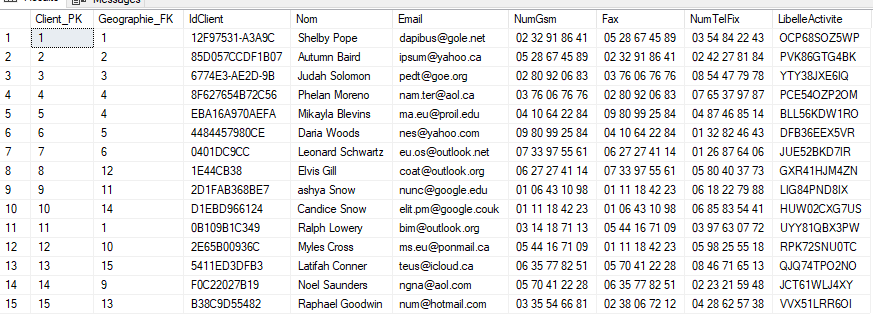 Messages
Client_PK Geographie_FK IdClient Nom Email NumGsm Fax NumTelFix LibelleActivite
1 1 1 12F97531-A3A9C Shelby Pope dapibus@gole.net 02 32 91 86 41 05 28 67 45 89 03 54 84 22 43 OCP68SOZ5WP
2 2 2 85D057CCDF1B07 Autumn Baird ipsum@yahoo.ca 05 28 67 45 89 02 32 91 86 41 02 42 27 81 84 PVK86GTG4BK
3 3 3 6774E3-AE2D-9B Judah Solomon pedt@goe.org 02 80 92 06 83 03 76 06 76 76 08 54 47 79 78 YTY38JXE6IQ
4 4 4 8F627654B72C56 Phelan Moreno nam.ter@aol.ca 03 76 06 76 76 02 80 92 06 83 07 65 37 97 87 PCE54OZP2OM
5 5 4 EBA16A970AEFA Mikayla Blevins ma.eu@proil.edu 04 10 64 22 84 09 80 99 25 84 04 87 46 85 14 BLL56KDW1RO
6 6 5 4484457980CE Daria Woods nes@yahoo.com 09 80 99 25 84 04 10 64 22 84 01 32 82 46 43 DFB36EEX5VR
7 7 6 0401DC9CC Leonard Schwartz eu.os@outlook.net 07 33 97 55 61 06 27 27 41 14 01 26 87 64 06 JUE52BKD7IR
8 8 12 1E44CB38 Elvis Gill coat@outlook.org 06 27 27 41 14 07 33 97 55 61 05 80 40 37 73 GXR41HJM4ZN
9 9 11 2D1FAB368BE7 ashya Snow nunc@google.edu 01 06 43 10 98 01 11 18 42 23 06 18 22 79 88 LIG84PND8IX
10 10 14 D1EBD966124 Candice Snow elit.pm@google.couk 01 11 18 42 23 01 06 43 10 98 06 85 83 54 41 HUW02CXG7US
11 11 1 0B109B1C349 Ralph Lowery bim@outlook.org 03 14 18 71 13 05 44 16 71 09 03 97 63 07 72 UYY81QBX3PW
12 12 10 2E65B00936C Myles Cross ms.eu@ponmail.ca 05 44 16 71 09 01 11 18 42 23 05 98 25 55 18 RPK72SNU0TC
13 13 15 5411ED3DFB3 Latifah Conner teus@icloud.ca 06 35 77 82 51 05 70 41 22 28 08 46 71 65 13 QJQ74TPO2NO
14 14 9 F0C22027B19 Noel Saunders ngna@aol.com 05 70 41 22 28 06 35 77 82 51 02 23 21 59 48 JCT61WLJ4XY
15 15 13 B38C9D55482 Raphael Goodwin num@hotmail.com 03 35 54 66 81 02 38 06 72 12 04 28 62 57 38 VVX51LRR6OI